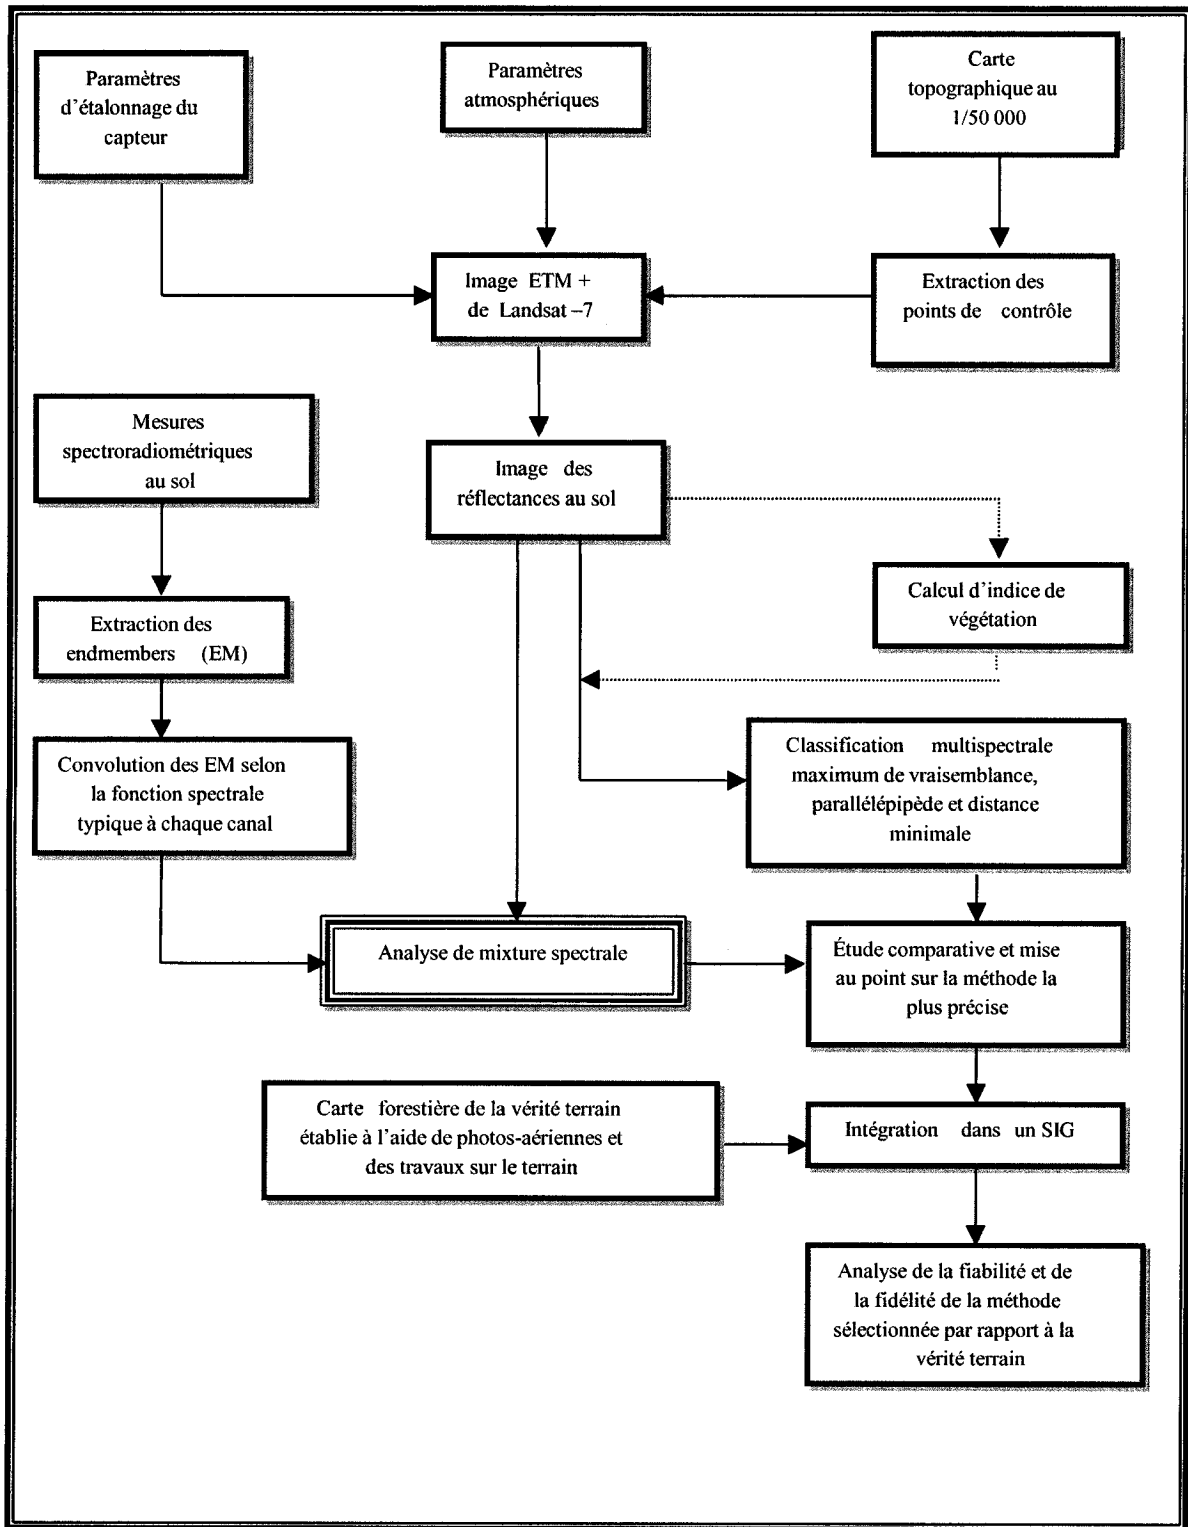 Paramètres
d'étalonnage du
capteur
Paramètres
atmosphériques
Carte
topographique au
1/50 000
Image ETM +
de Landsat –7
Extraction des
points de contrôle
Mesures
spectroradiométriques
au sol
Image des
réflectances au sol
Calcul d'indice de
végétation
Extraction des
endmembers (EM)
Convolution des EM selon
la fonction spectrale
typique à chaque canal
Classification multispectrale
maximum de vraisemblance,
parallélépipède et distance
minimale
Analyse de mixture spectrale
Étude comparative et mise
au point sur la méthode la
plus précise
Carte forestière de la vérité terrain
établie à l'aide de photos-aériennes et
des travaux sur le terrain
Intégration dans un SIG
Analyse de la fiabilité et de
la fidélité de la méthode
sélectionnée par rapport à la
vérité terrain